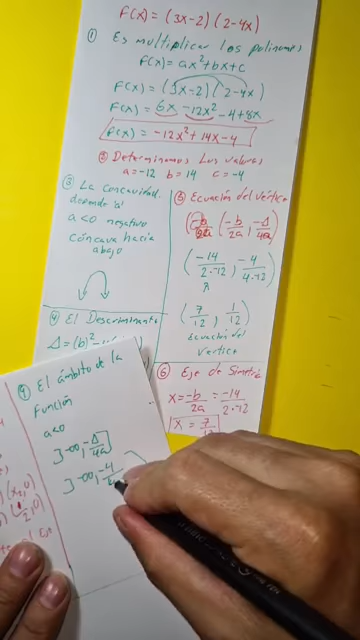 F(x) = (3x-2)(2-4x)
① Es multiplicar los polinomios
F(x) = ax²+bx+c
F(x) = (3x-2)(2-4x)
F(x) = 6x -12x² -4+8x
F(x) = -12x²+14x-4
② Determinamos Los valores
a=-12 b=14 c=-4
③ La concavidad
depende "a"
a<0 negativo
Cóncava hacia
abajo
④ El Descriminante
Δ=(b)²
⑤ Ecuación del vértice
(-b/2a, -Δ/4a)
(-14/2·-12, -4/4·-12)
(7/12, 1/12)
Ecuación del
Vértice
⑥ Eje de Simetría
x = -b/2a = -14/2·-12
x = 7/12
⑨ El ámbito de la
Función
a<0
]-∞, -Δ/4a]
]-∞, -4